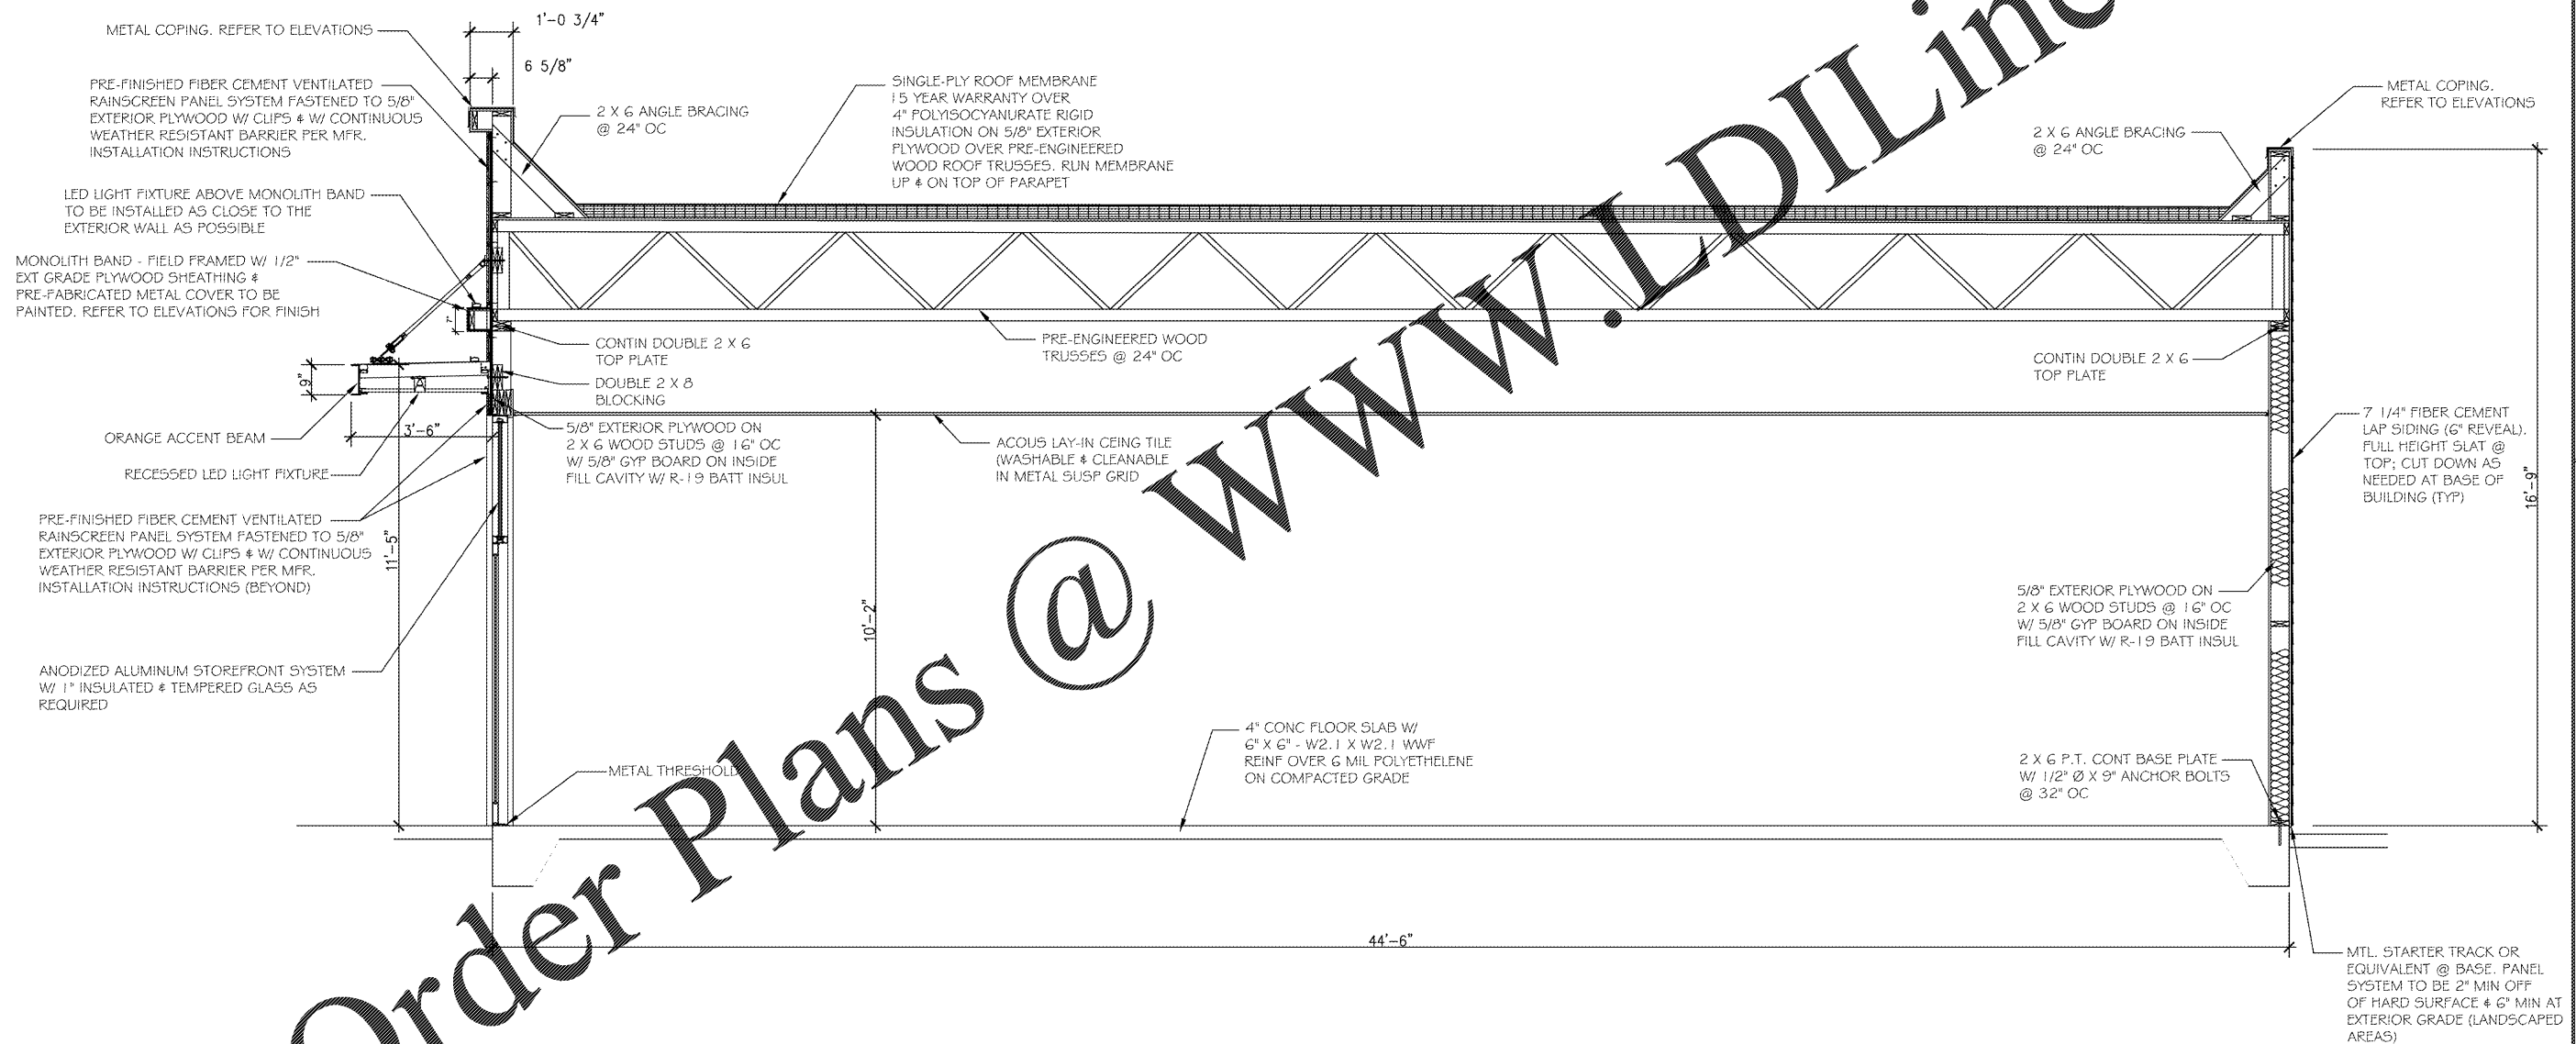 1'-0 3/4"
METAL COPING. REFER TO ELEVATIONS
6 5/8"
PRE-FINISHED FIBER CEMENT VENTILATED
RAINSCREEN PANEL SYSTEM FASTENED TO 5/8"
EXTERIOR PLYWOOD W/ CLIPS & W/ CONTINUOUS
WEATHER RESISTANT BARRIER PER MFR.
INSTALLATION INSTRUCTIONS
2 X 6 ANGLE BRACING
@ 24" OC
SINGLE-PLY ROOF MEMBRANE
15 YEAR WARRANTY OVER
4" POLYISOCYANURATE RIGID
INSULATION ON 5/8" EXTERIOR
PLYWOOD OVER PRE-ENGINEERED
WOOD ROOF TRUSSES. RUN MEMBRANE
UP & ON TOP OF PARAPET
METAL COPING.
REFER TO ELEVATIONS
2 X 6 ANGLE BRACING
@ 24" OC
LED LIGHT FIXTURE ABOVE MONOLITH BAND
TO BE INSTALLED AS CLOSE TO THE
EXTERIOR WALL AS POSSIBLE
MONOLITH BAND - FIELD FRAMED W/ 1/2"
EXT GRADE PLYWOOD SHEATHING &
PRE-FABRICATED METAL COVER TO BE
PAINTED. REFER TO ELEVATIONS FOR FINISH
7"
CONTIN DOUBLE 2 X 6
TOP PLATE
PRE-ENGINEERED WOOD
TRUSSES @ 24" OC
CONTIN DOUBLE 2 X 6
TOP PLATE
9"
DOUBLE 2 X 8
BLOCKING
3'-6"
ORANGE ACCENT BEAM
RECESSED LED LIGHT FIXTURE
5/8" EXTERIOR PLYWOOD ON
2 X 6 WOOD STUDS @ 16" OC
W/ 5/8" GYP BOARD ON INSIDE
FILL CAVITY W/ R-19 BATT INSUL
ACOUS LAY-IN CEING TILE
(WASHABLE & CLEANABLE
IN METAL SUSP GRID
7 1/4" FIBER CEMENT
LAP SIDING (6" REVEAL).
FULL HEIGHT SLAT @
TOP; CUT DOWN AS
NEEDED AT BASE OF
BUILDING (TYP)
16'-9"
PRE-FINISHED FIBER CEMENT VENTILATED
RAINSCREEN PANEL SYSTEM FASTENED TO 5/8"
EXTERIOR PLYWOOD W/ CLIPS & W/ CONTINUOUS
WEATHER RESISTANT BARRIER PER MFR.
INSTALLATION INSTRUCTIONS (BEYOND)
11'-5"
10'-2"
5/8" EXTERIOR PLYWOOD ON
2 X 6 WOOD STUDS @ 16" OC
W/ 5/8" GYP BOARD ON INSIDE
FILL CAVITY W/ R-19 BATT INSUL
ANODIZED ALUMINUM STOREFRONT SYSTEM
W/ 1" INSULATED & TEMPERED GLASS AS
REQUIRED
METAL THRESHOLD
4" CONC FLOOR SLAB W/
6" X 6" - W2.1 X W2.1 WWF
REINF OVER 6 MIL POLYETHELENE
ON COMPACTED GRADE
2 X 6 P.T. CONT BASE PLATE
W/ 1/2" Ø X 9" ANCHOR BOLTS
@ 32" OC
44'-6"
MTL. STARTER TRACK OR
EQUIVALENT @ BASE. PANEL
SYSTEM TO BE 2" MIN OFF
OF HARD SURFACE & 6" MIN AT
EXTERIOR GRADE (LANDSCAPED
AREAS)
Order Plans @ www.LDILine